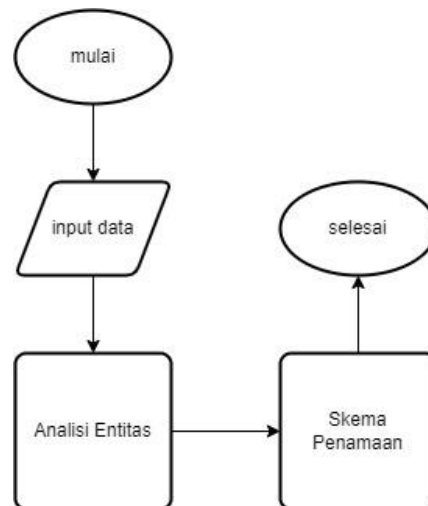 mulai
input data
selesai
Analisi Entitas
Skema
Penamaan